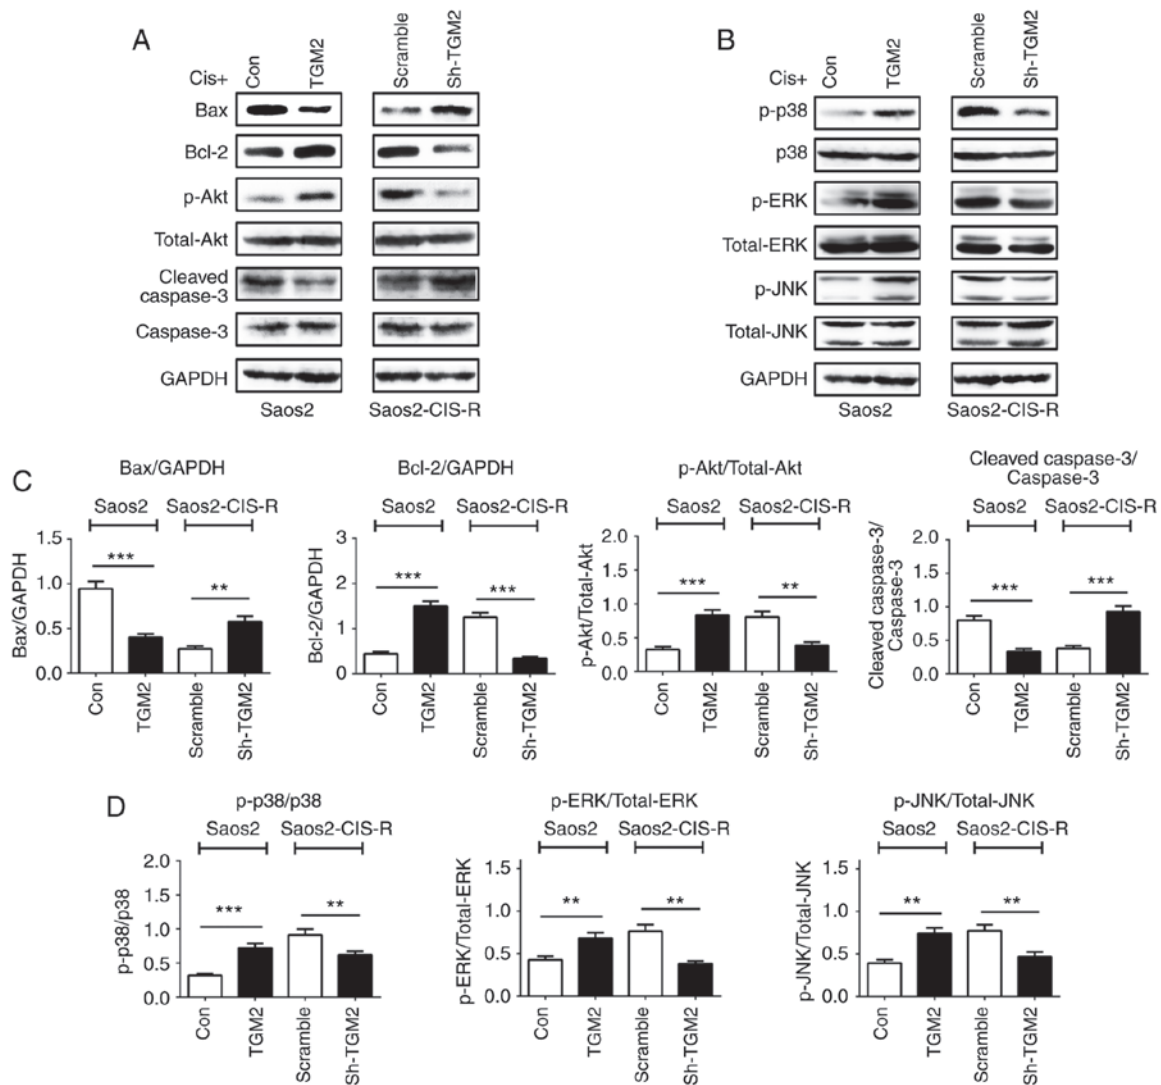 A
Cis+ Con TGM2 Scramble Sh-TGM2
Bax
Bcl-2
p-Akt
Total-Akt
Cleaved
caspase-3
Caspase-3
GAPDH
Saos2 Saos2-CIS-R
B
Cis+ Con TGM2 Scramble Sh-TGM2
p-p38
p38
p-ERK
Total-ERK
p-JNK
Total-JNK
GAPDH
Saos2 Saos2-CIS-R
C
Bax/GAPDH
Saos2 Saos2-CIS-R
Bax/GAPDH
1.5
1.0
0.5
0.0
*** **
Con TGM2 Scramble Sh-TGM2
Bcl-2/GAPDH
Saos2 Saos2-CIS-R
Bcl-2/GAPDH
3
2
1
0
*** ***
Con TGM2 Scramble Sh-TGM2
p-Akt/Total-Akt
Saos2 Saos2-CIS-R
p-Akt/Total-Akt
2.0
1.5
1.0
0.5
0.0
*** **
Con TGM2 Scramble Sh-TGM2
Cleaved caspase-3/
Caspase-3
Saos2 Saos2-CIS-R
Cleaved caspase-3/
Caspase-3
2.0
1.5
1.0
0.5
0.0
*** ***
Con TGM2 Scramble Sh-TGM2
D
p-p38/p38
Saos2 Saos2-CIS-R
p-p38/p38
2.0
1.5
1.0
0.5
0.0
*** **
Con TGM2 Scramble Sh-TGM2
p-ERK/Total-ERK
Saos2 Saos2-CIS-R
p-ERK/Total-ERK
1.5
1.0
0.5
0.0
** **
Con TGM2 Scramble Sh-TGM2
p-JNK/Total-JNK
Saos2 Saos2-CIS-R
p-JNK/Total-JNK
1.5
1.0
0.5
0.0
** **
Con TGM2 Scramble Sh-TGM2